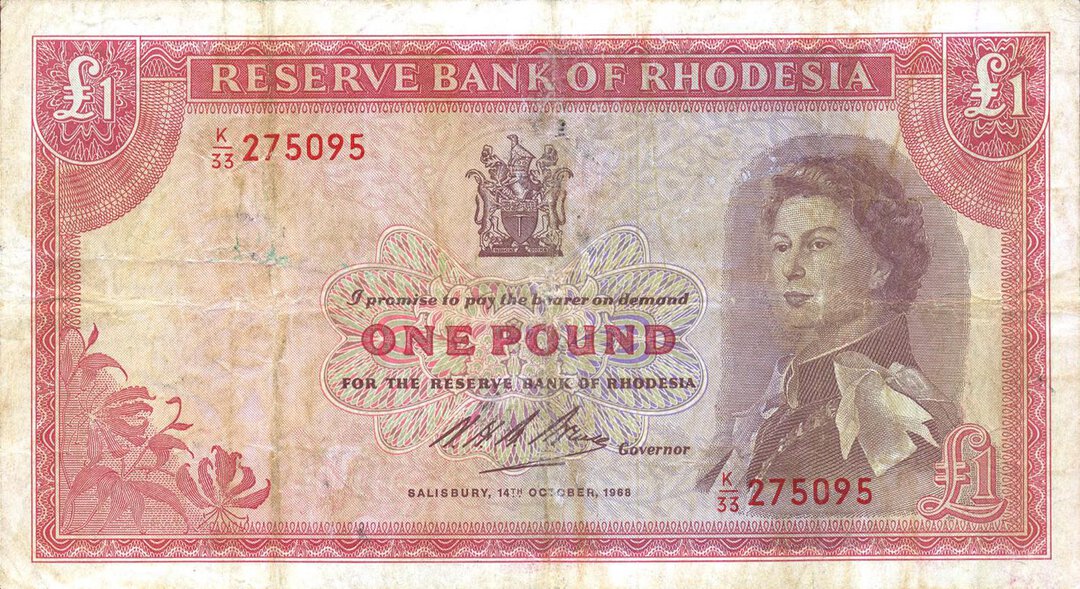 £1 RESERVE BANK OF RHODESIA £1
K/33 275095
I promise to pay the bearer on demand
ONE POUND
FOR THE RESERVE BANK OF RHODESIA
Governor
SALISBURY, 14TH OCTOBER, 1968
K/33 275095
£1